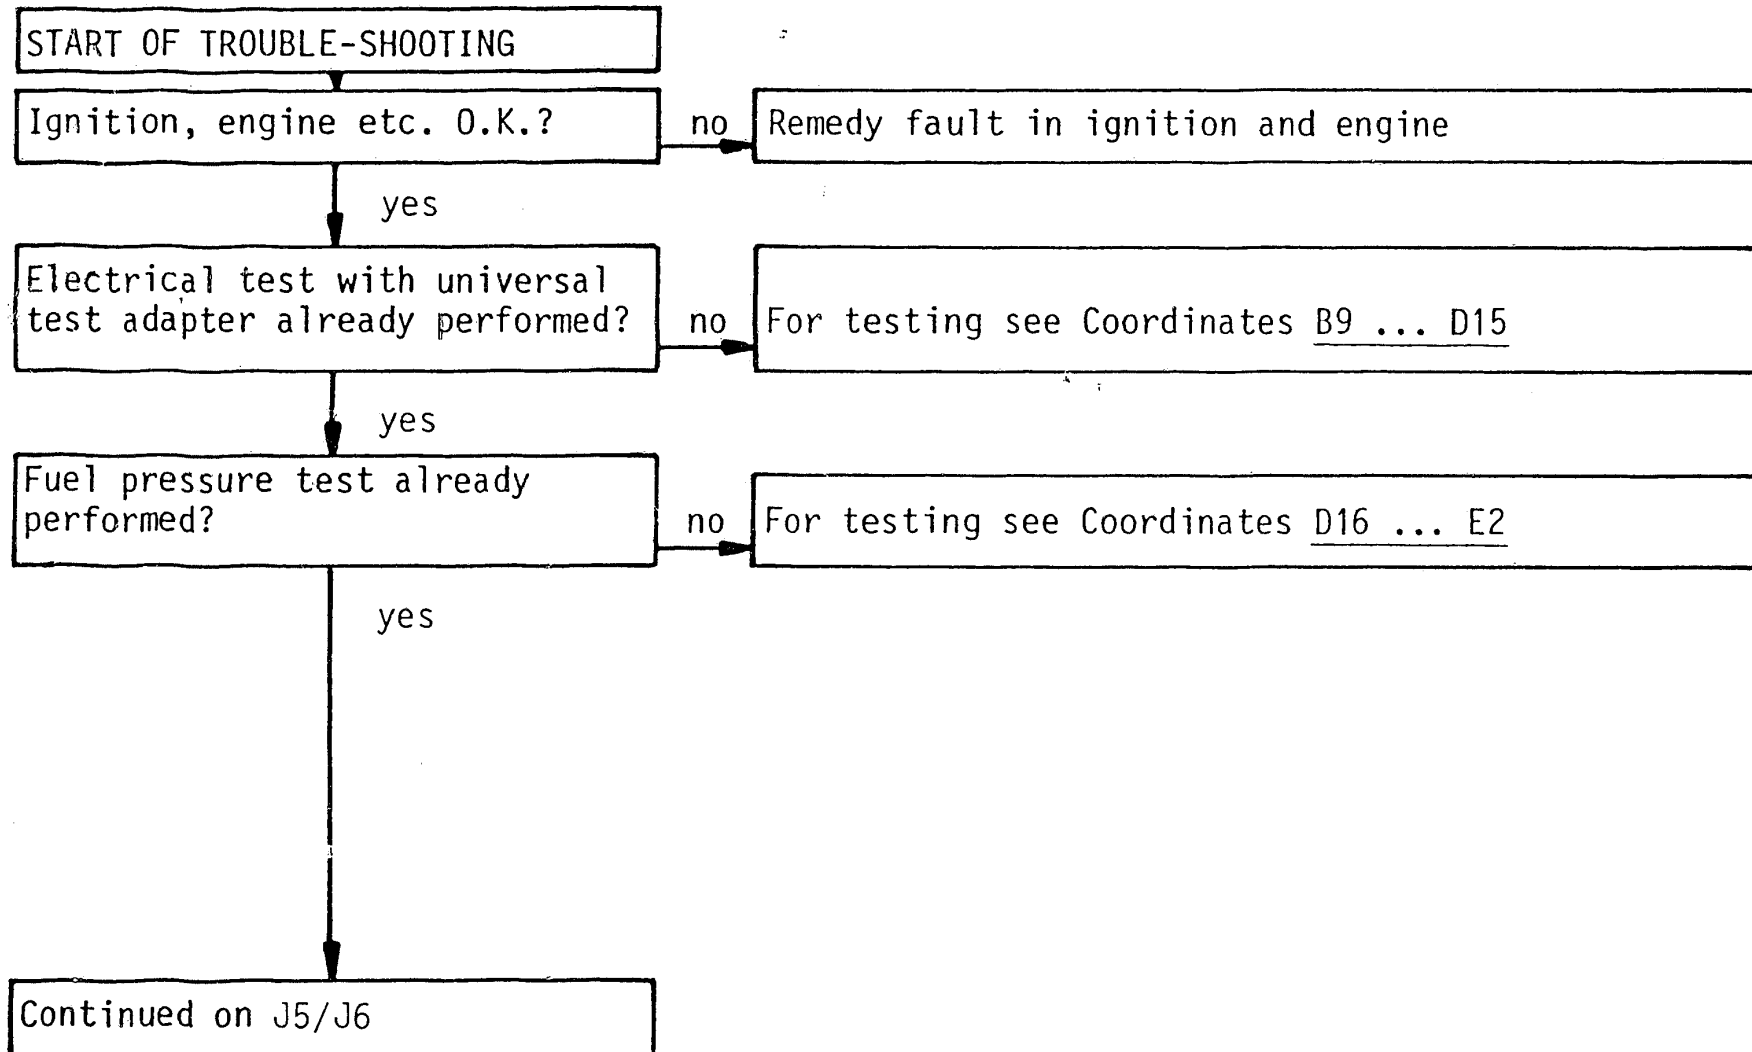 START OF TROUBLE-SHOOTING
Ignition, engine etc. O.K.?
no
Remedy fault in ignition and engine
yes
Electrical test with universal
test adapter already performed?
no
For testing see Coordinates B9 ... D15
yes
Fuel pressure test already
performed?
no
For testing see Coordinates D16 ... E2
yes
Continued on J5/J6